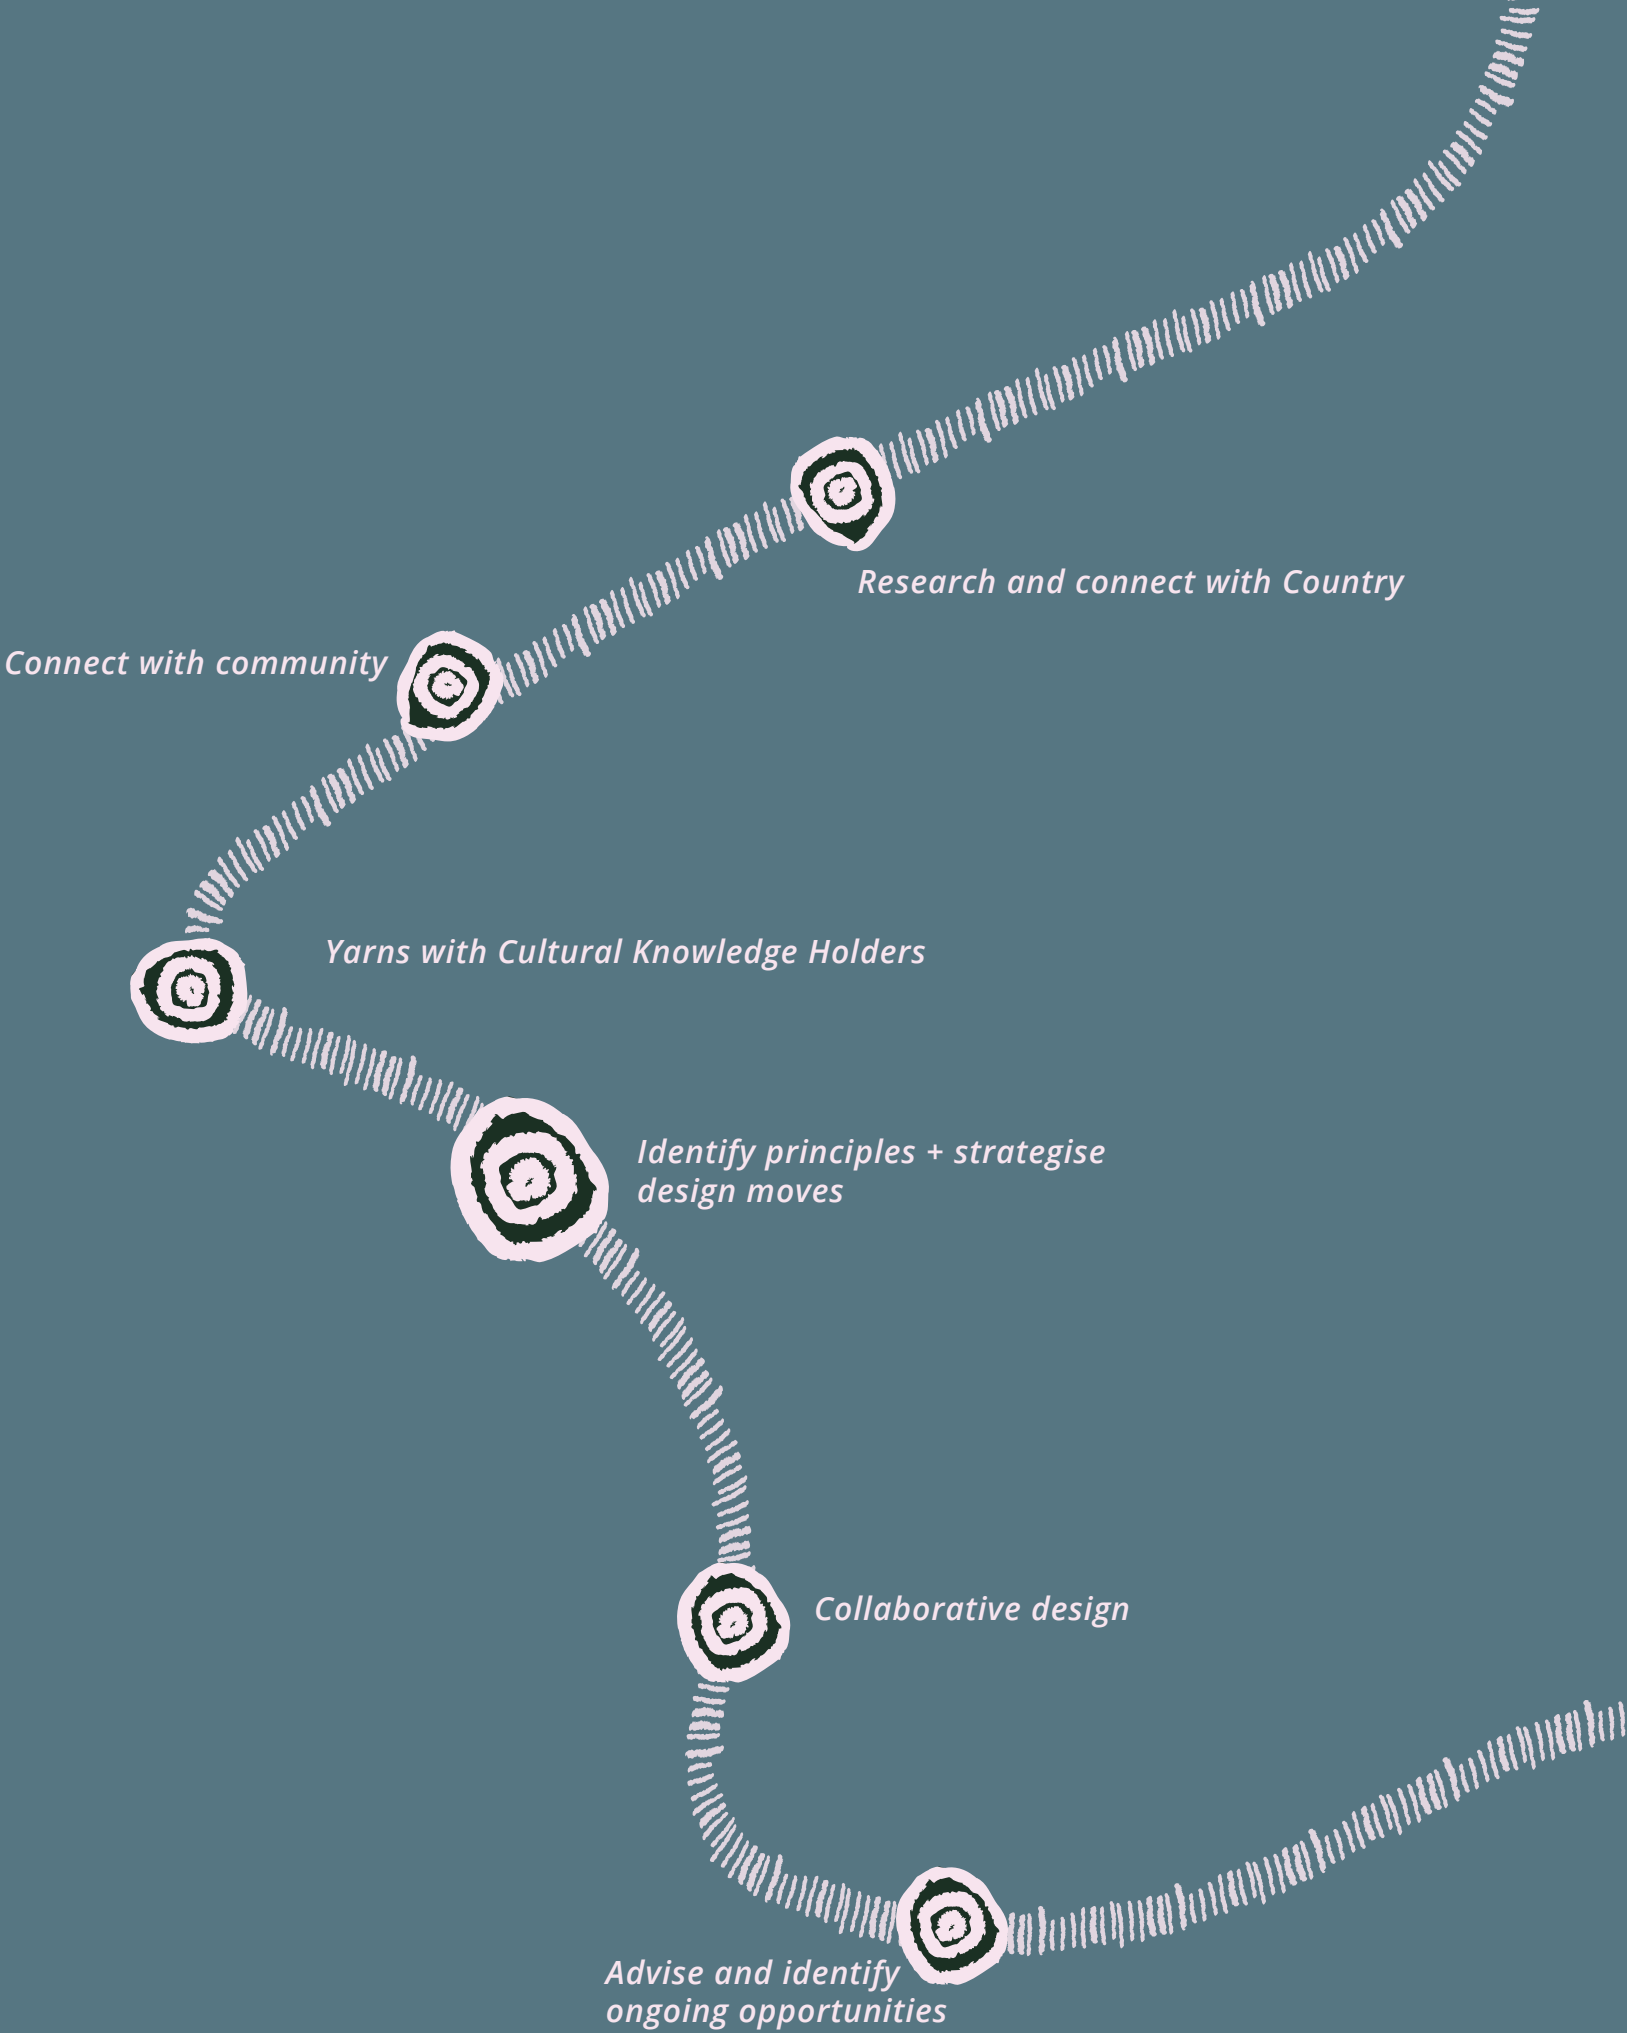 Research and connect with Country
Connect with community
Yarns with Cultural Knowledge Holders
Identify principles + strategise
design moves
Collaborative design
Advise and identify
ongoing opportunities